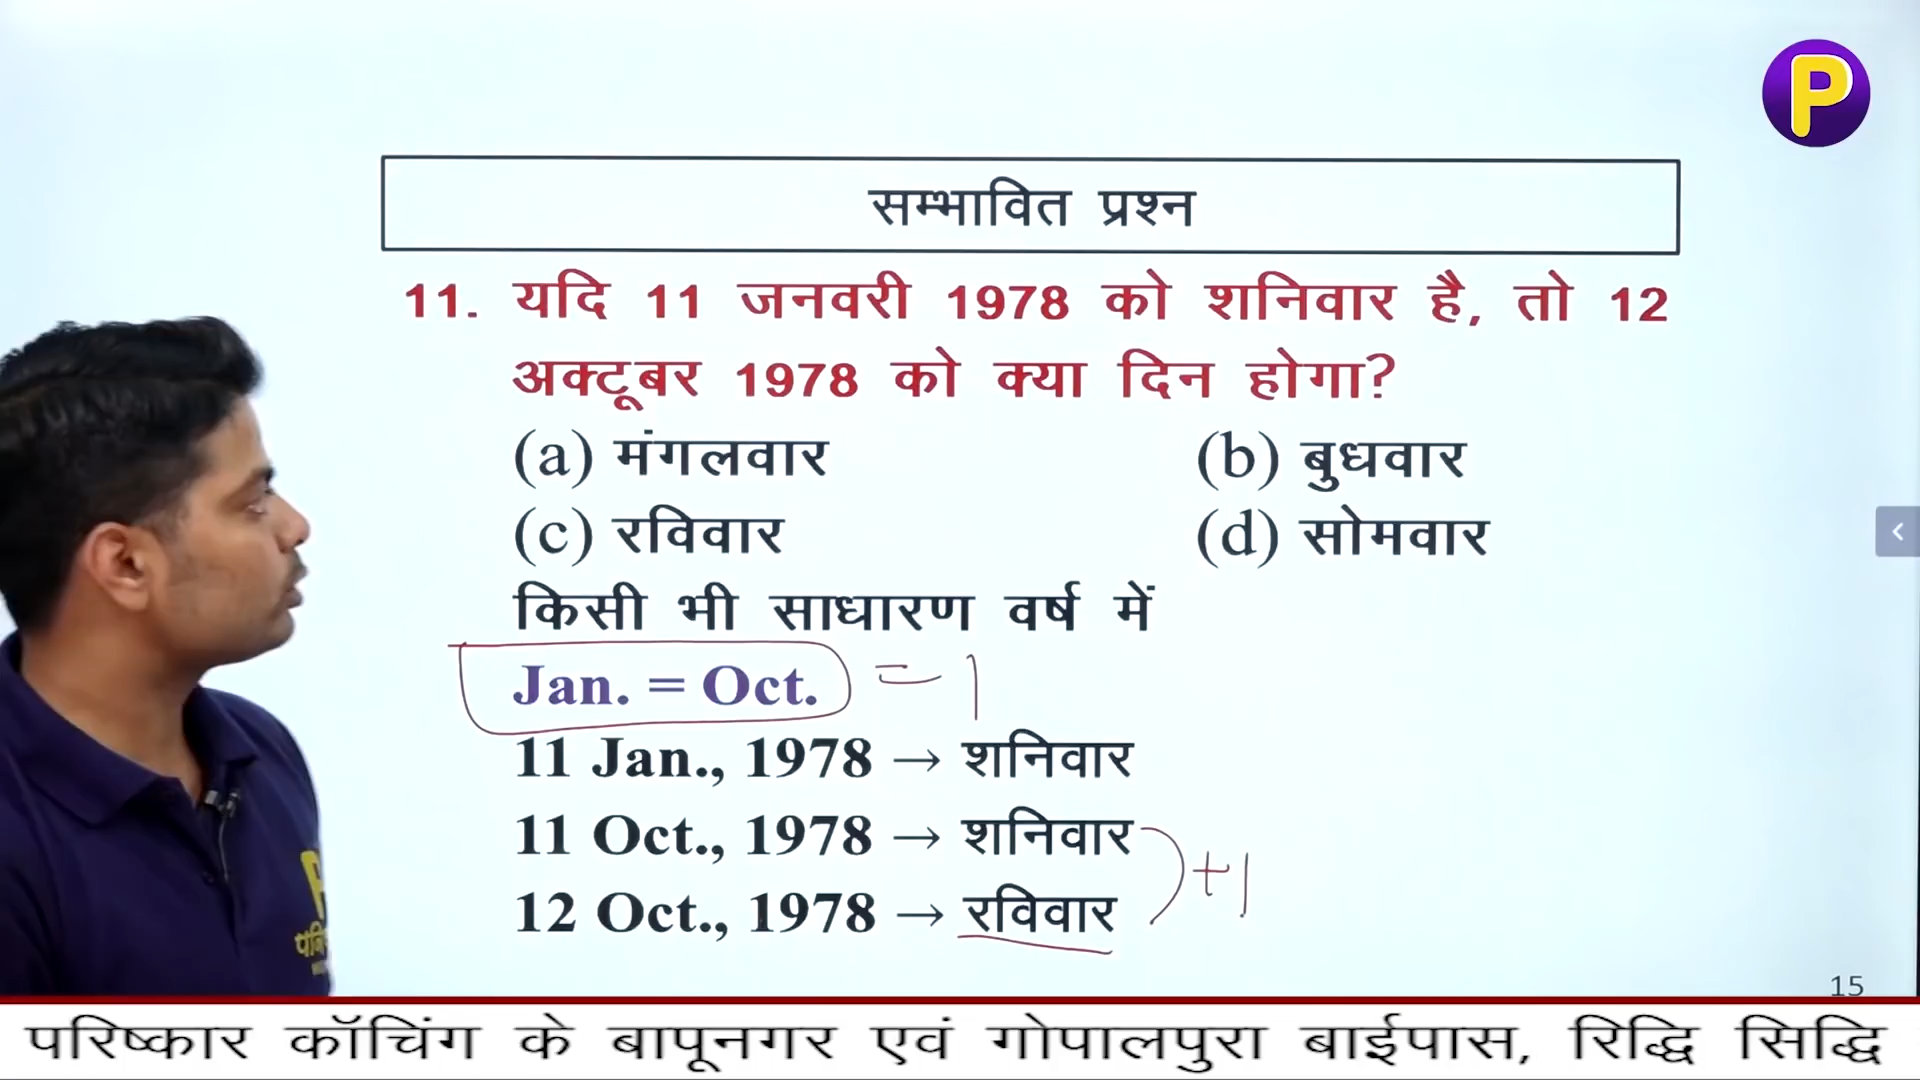 P
सम्भावित प्रश्न
11. यदि 11 जनवरी 1978 को शनिवार है, तो 12
अक्टूबर 1978 को क्या दिन होगा?
(a) मंगलवार (b) बुधवार
(c) रविवार (d) सोमवार
किसी भी साधारण वर्ष में
Jan. = Oct. = 1
11 Jan., 1978 → शनिवार
11 Oct., 1978 → शनिवार
+1
12 Oct., 1978 → रविवार
15
परिष्कार कॉचिंग के बापूनगर एवं गोपालपुरा बाईपास, रिद्धि सिद्धि